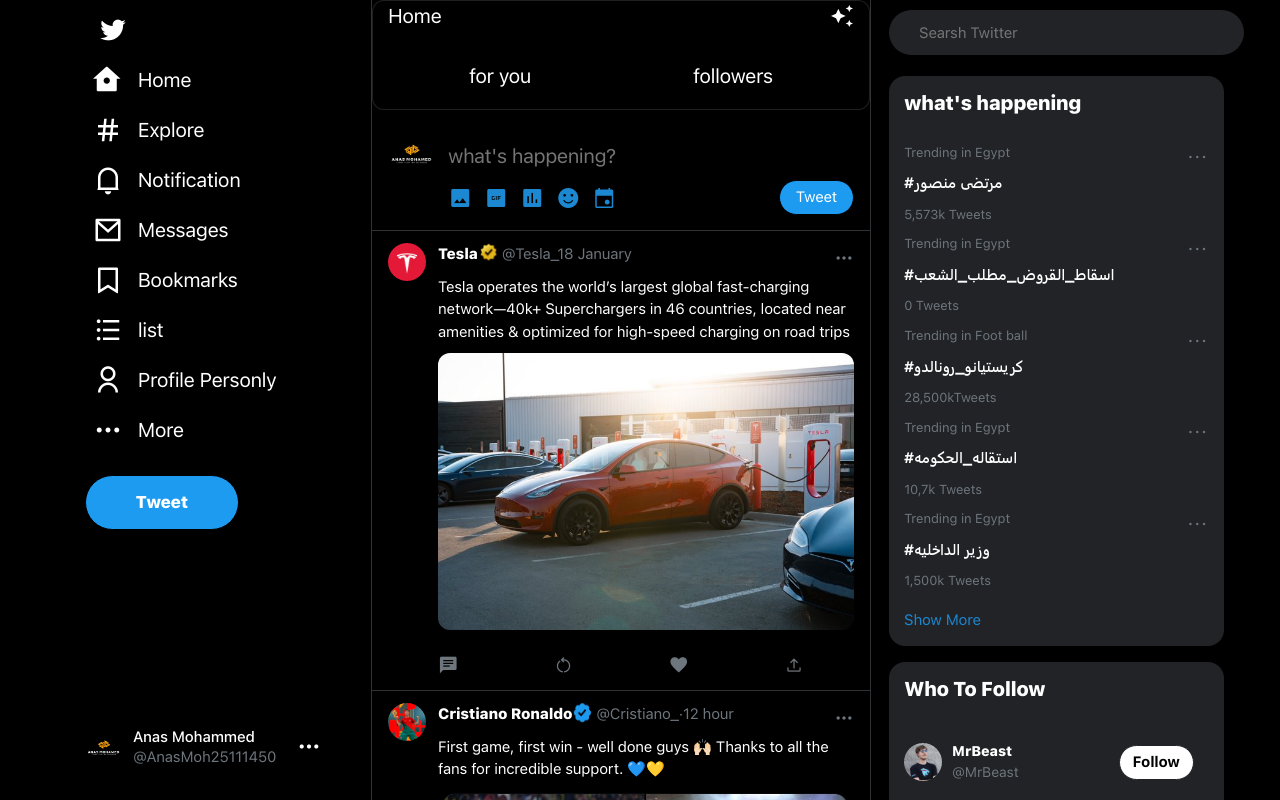 Home
for you
followers
Home
Explore
Notification
Messages
Bookmarks
list
Profile Personly
More
Tweet
Anas Mohammed
@AnasMoh25111450
ANAS MOHAMED
what's happening?
GIF
Tweet
Tesla @Tesla_18 January
Tesla operates the world’s largest global fast-charging
network—40k+ Superchargers in 46 countries, located near
amenities & optimized for high-speed charging on road trips
TESLA
Cristiano Ronaldo @Cristiano_.12 hour
First game, first win - well done guys 🙌🏻 Thanks to all the
fans for incredible support. 💙💛
Searsh Twitter
what's happening
Trending in Egypt
#مرتضى منصور
5,573k Tweets
Trending in Egypt
#اسقاط_القروض_مطلب_الشعب
0 Tweets
Trending in Foot ball
#كريستيانو_رونالدو
28,500kTweets
Trending in Egypt
#استقاله_الحكومه
10,7k Tweets
Trending in Egypt
#وزير الداخليه
1,500k Tweets
Show More
Who To Follow
MrBeast
@MrBeast
Follow